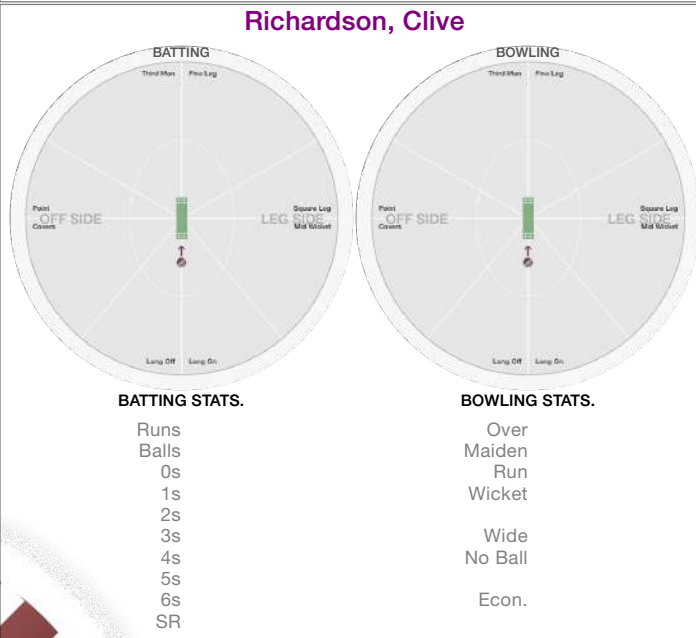 Richardson, Clive
BATTING
Third Man Fine Leg
Point
OFF SIDE
Covers
Square Leg
LEG SIDE
Mid Wicket
Long Off Long On
BOWLING
Third Man Fine Leg
Point
OFF SIDE
Covers
Square Leg
LEG SIDE
Mid Wicket
Long Off Long On
BATTING STATS.
Runs
Balls
0s
1s
2s
3s
4s
5s
6s
SR
BOWLING STATS.
Over
Maiden
Run
Wicket
Wide
No Ball
Econ.